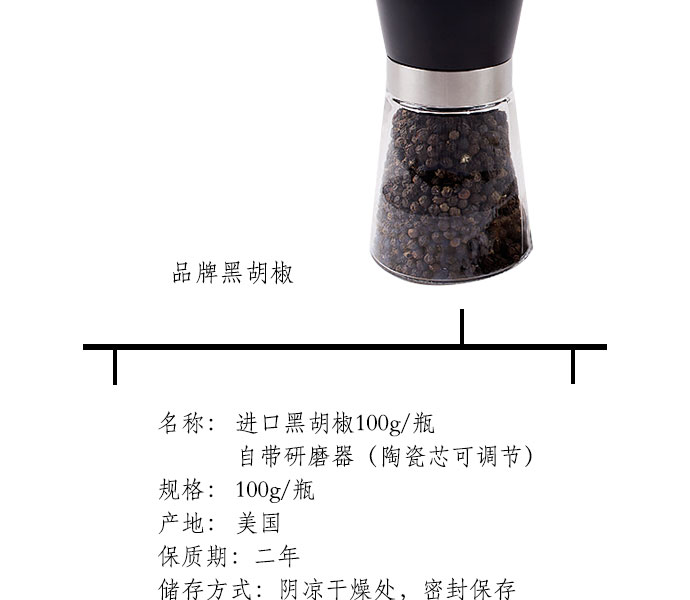 品牌黑胡椒
名称： 进口黑胡椒100g/瓶
自带研磨器（陶瓷芯可调节）
规格： 100g/瓶
产地： 美国
保质期：二年
储存方式：阴凉干燥处，密封保存